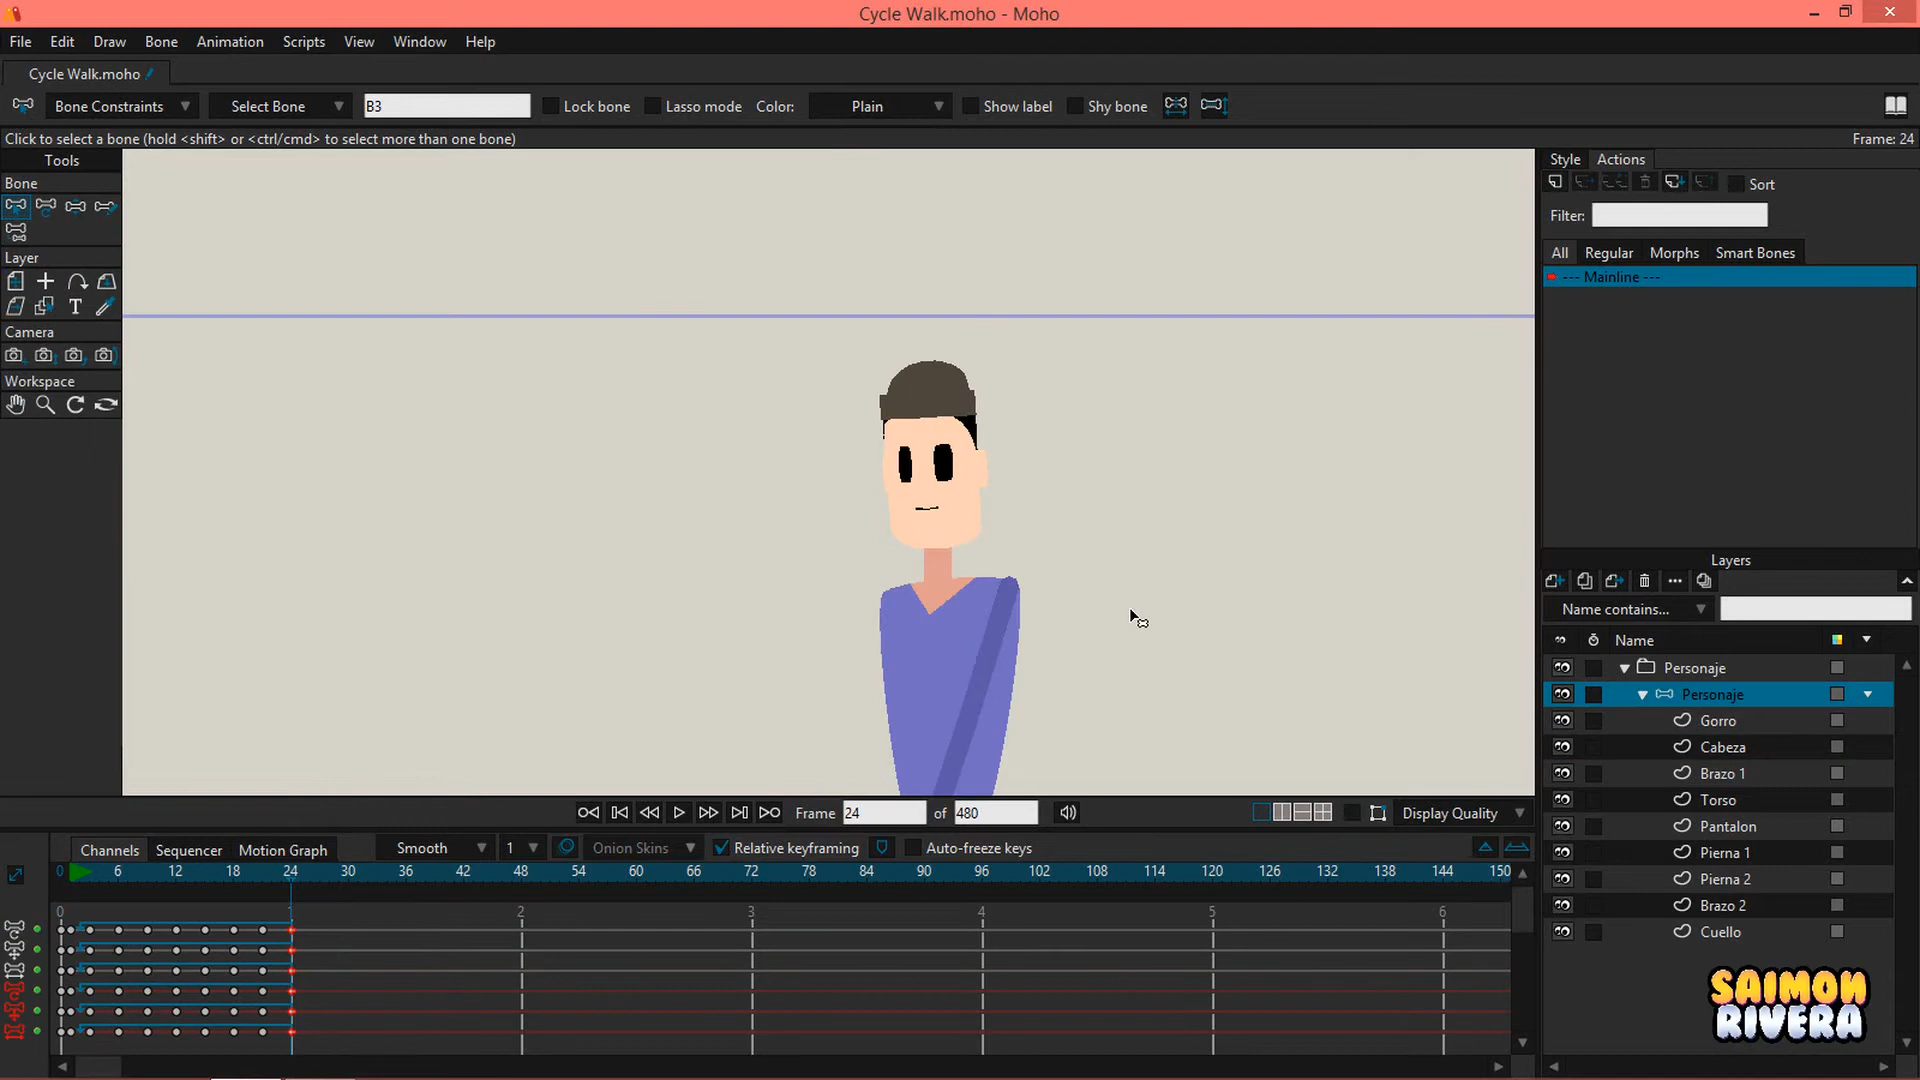 Cycle Walk.moho - Moho
File Edit Draw Bone Animation Scripts View Window Help
Cycle Walk.moho
Bone Constraints Select Bone B3 Lock bone Lasso mode Color: Plain Show label Shy bone
Click to select a bone (hold <shift> or <ctrl/cmd> to select more than one bone) Frame: 24
Tools
Bone
Layer
T
Camera
Workspace
Style Actions
Sort
Filter:
All Regular Morphs Smart Bones
--- Mainline ---
Layers
Name contains...
Name
Personaje
Personaje
Gorro
Cabeza
Brazo 1
Torso
Pantalon
Pierna 1
Pierna 2
Brazo 2
Cuello
Frame 24 of 480 Display Quality
Channels Sequencer Motion Graph Smooth 1 Onion Skins Relative keyframing Auto-freeze keys
0 6 12 18 24 30 36 42 48 54 60 66 72 78 84 90 96 102 108 114 120 126 132 138 144 150
0 1 2 3 4 5 6
SAIMON
RIVERA